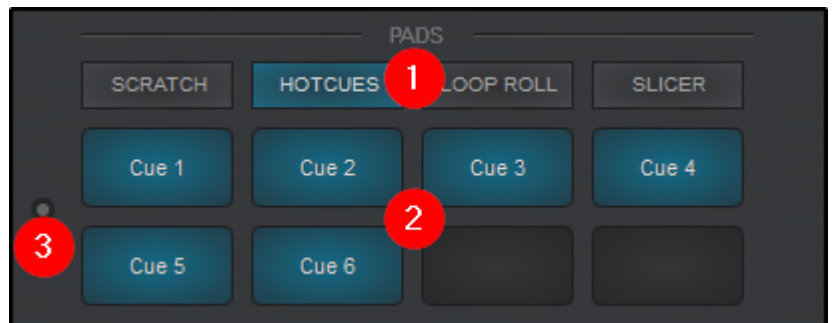 PADS
SCRATCH HOTCUES 1 LOOP ROLL SLICER
Cue 1 Cue 2 Cue 3 Cue 4
2
3
Cue 5 Cue 6